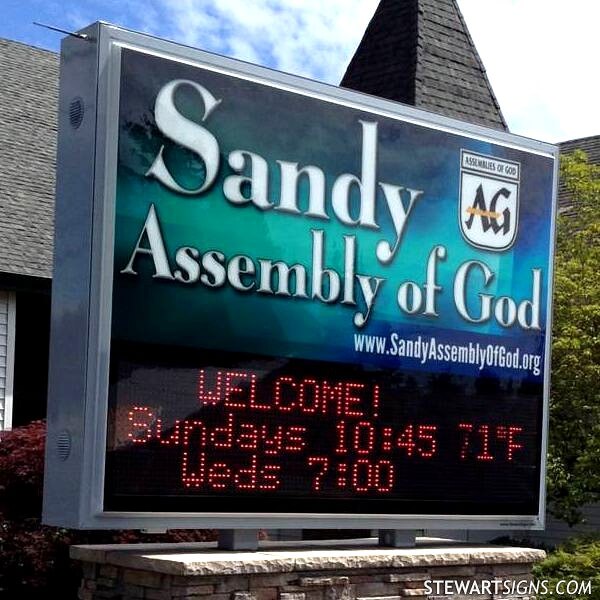 Sandy
Assembly of God
ASSEMBLIES OF GOD
AG
www.SandyAssemblyOfGod.org
WELCOME!
Sundays 10:45 71°F
Weds 7:00
STEWARTSIGNS.COM